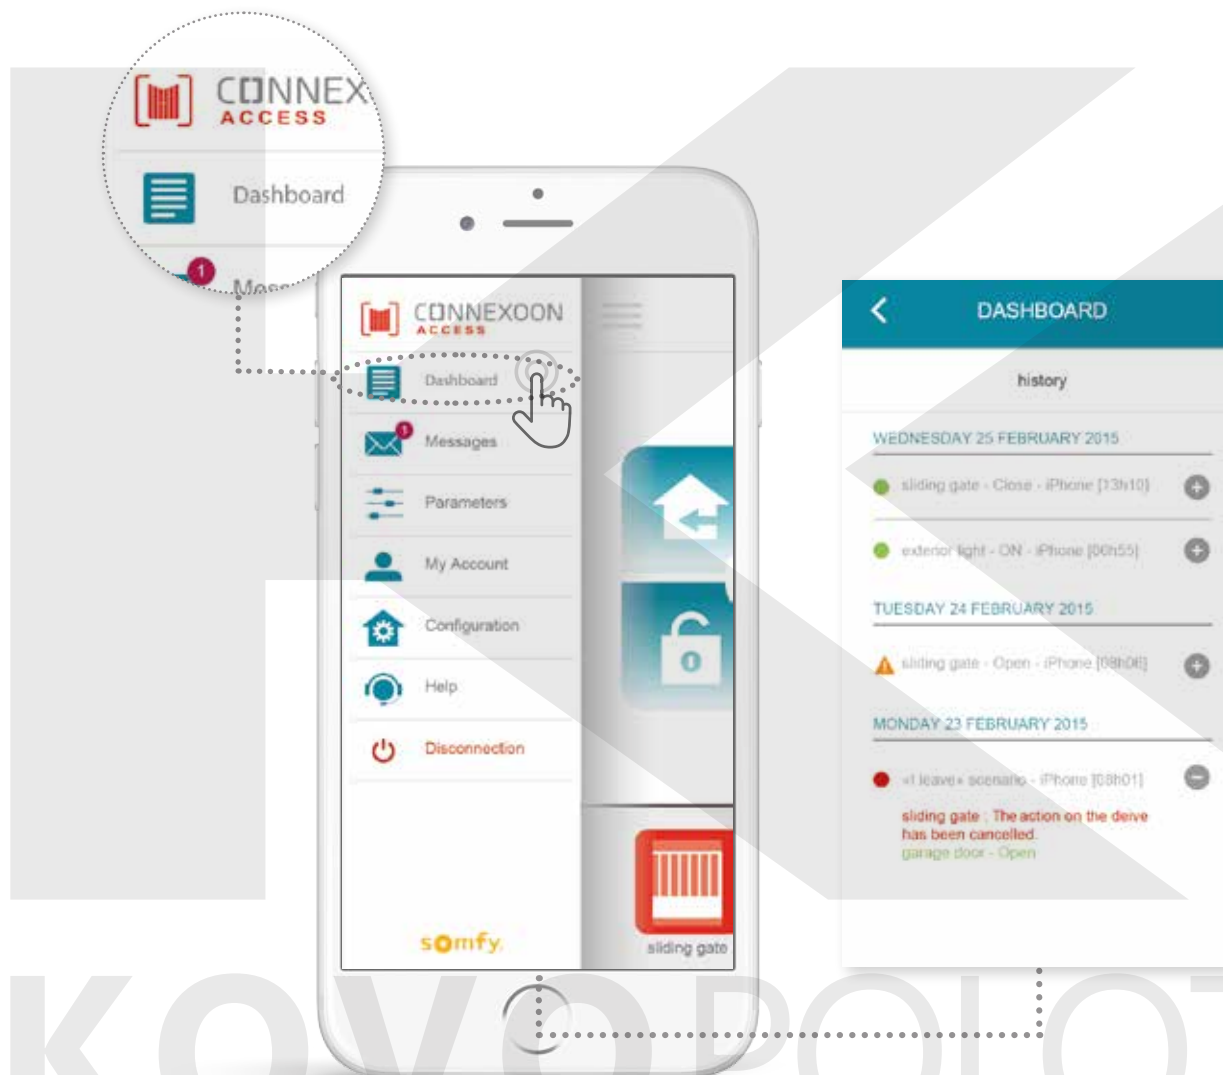 CONNEX
ACCESS
Dashboard
1
CONNEXOON
ACCESS
Dashboard
1
Messages
Parameters
My Account
Configuration
Help
Disconnection
somfy.
sliding gate
DASHBOARD
history
WEDNESDAY 25 FEBRUARY 2015
sliding gate - Close - iPhone [13h10]
exterior light - ON - iPhone [00h55]
TUESDAY 24 FEBRUARY 2015
sliding gate - Open - iPhone [08h06]
MONDAY 23 FEBRUARY 2015
«I leave» scenario - iPhone [08h01]
sliding gate : The action on the deive
has been cancelled.
garage door - Open
KOVOPOLOT